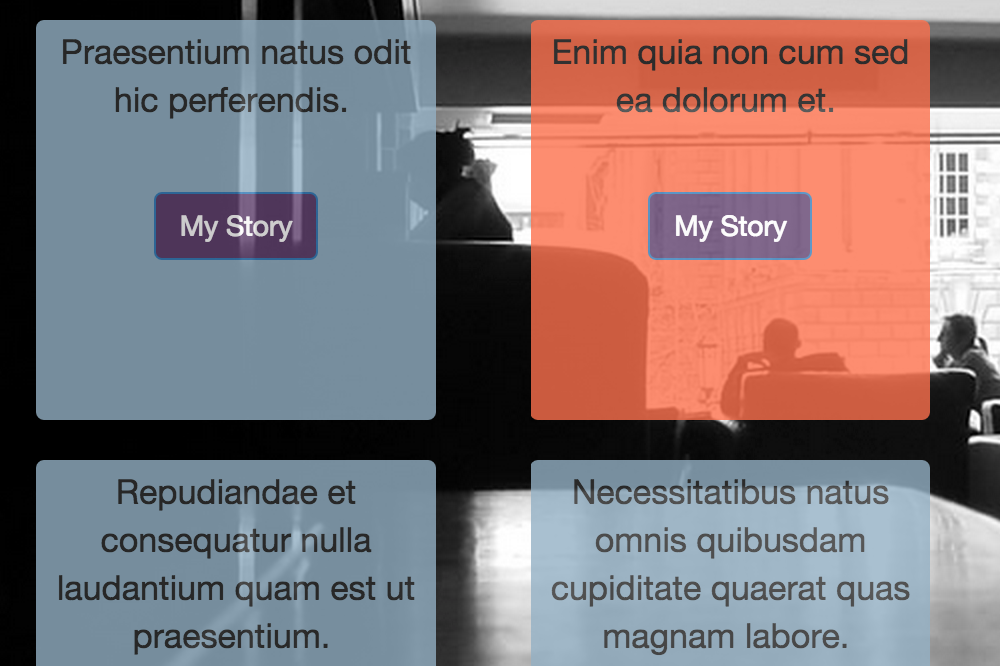 Praesentium natus odit
hic perferendis.
My Story
Enim quia non cum sed
ea dolorum et.
My Story
Repudiandae et
consequatur nulla
laudantium quam est ut
praesentium.
Necessitatibus natus
omnis quibusdam
cupiditate quaerat quas
magnam labore.